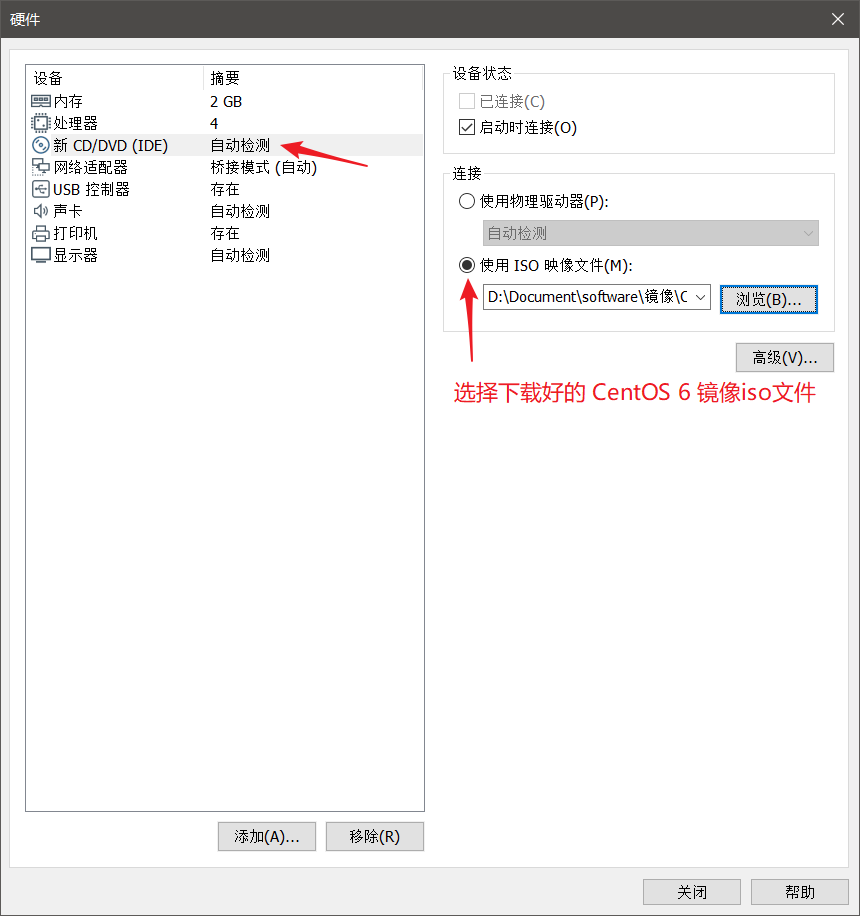 硬件
设备 摘要
内存 2 GB
处理器 4
新 CD/DVD (IDE) 自动检测
网络适配器 桥接模式 (自动)
USB 控制器 存在
声卡 自动检测
打印机 存在
显示器 自动检测
添加(A)... 移除(R)
设备状态
已连接(C)
启动时连接(O)
连接
使用物理驱动器(P):
自动检测
使用 ISO 映像文件(M):
D:\Document\software\镜像\C 浏览(B)...
高级(V)...
选择下载好的 CentOS 6 镜像iso文件
关闭 帮助